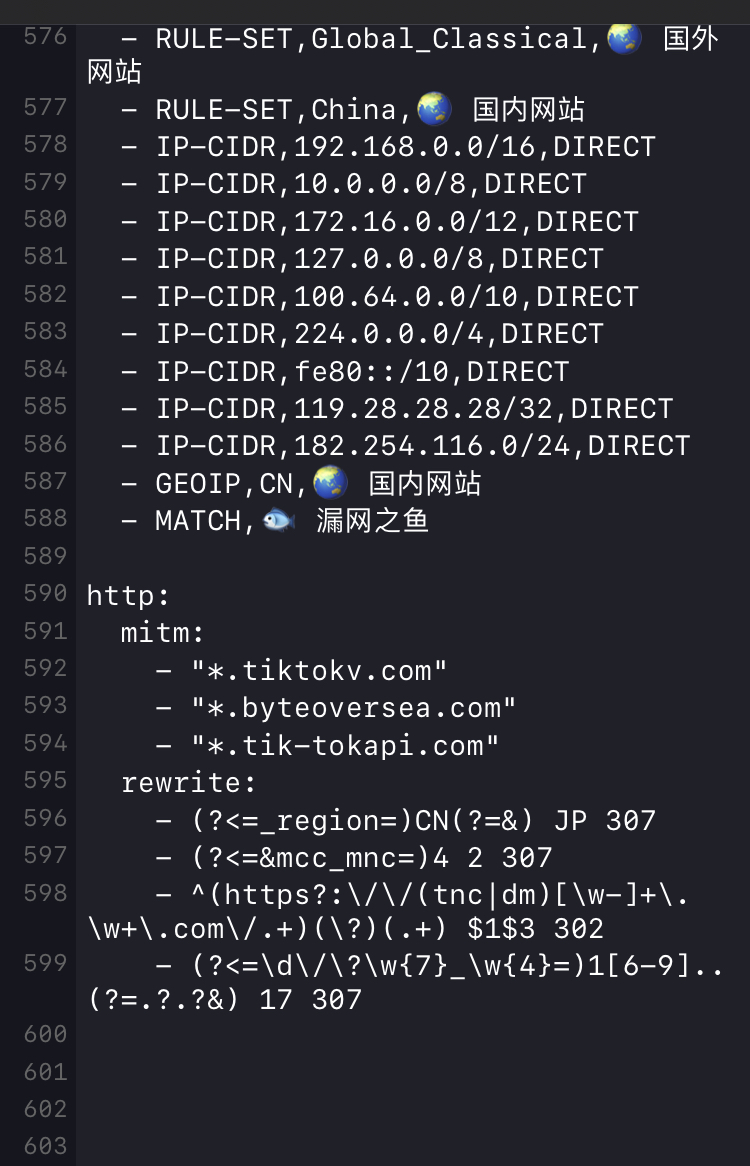 576 - RULE-SET,Global_Classical,🌏 国外
网站
577 - RULE-SET,China,🌏 国内网站
578 - IP-CIDR,192.168.0.0/16,DIRECT
579 - IP-CIDR,10.0.0.0/8,DIRECT
580 - IP-CIDR,172.16.0.0/12,DIRECT
581 - IP-CIDR,127.0.0.0/8,DIRECT
582 - IP-CIDR,100.64.0.0/10,DIRECT
583 - IP-CIDR,224.0.0.0/4,DIRECT
584 - IP-CIDR,fe80::/10,DIRECT
585 - IP-CIDR,119.28.28.28/32,DIRECT
586 - IP-CIDR,182.254.116.0/24,DIRECT
587 - GEOIP,CN,🌏 国内网站
588 - MATCH,🐟 漏网之鱼
589
590 http:
591 mitm:
592 - "*.tiktokv.com"
593 - "*.byteoversea.com"
594 - "*.tik-tokapi.com"
595 rewrite:
596 - (?<=_region=)CN(?=&) JP 307
597 - (?<=&mcc_mnc=)4 2 307
598 - ^(https?:\/\/(tnc|dm)[\w-]+\.
\w+\.com\/.+)(\?)(.+) $1$3 302
599 - (?<=\d\/\?\w{7}_\w{4}=)1[6-9]..
(?=.?.?&) 17 307
600
601
602
603